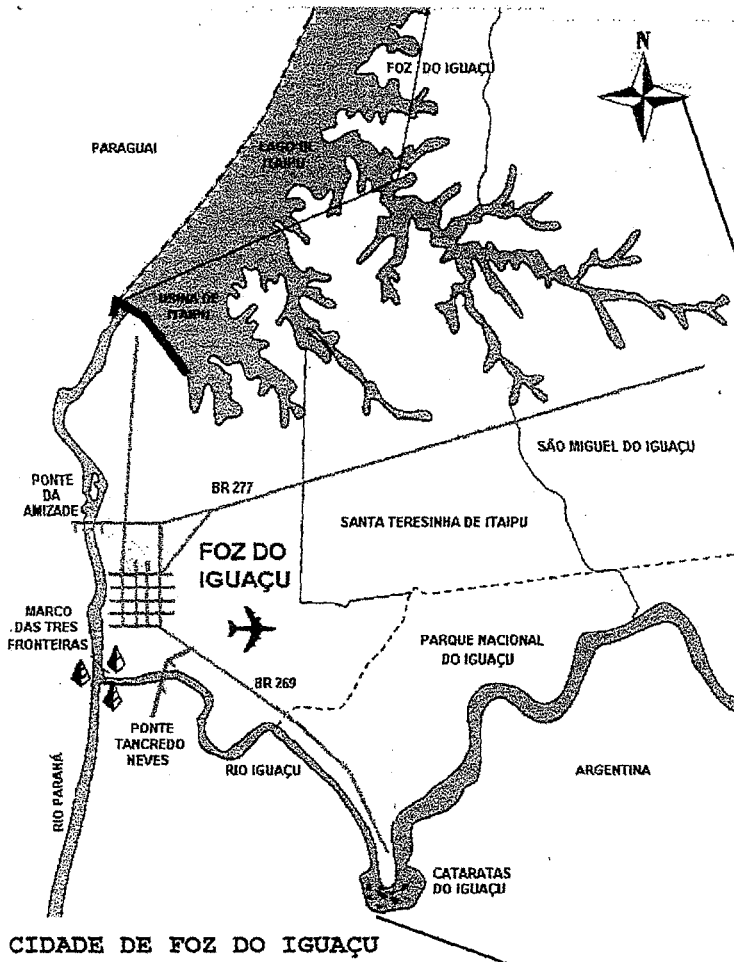 N
FOZ DO IGUAÇU
PARAGUAI
LAGO DE
ITAIPU
USINA DE
ITAIPU
SÃO MIGUEL DO IGUAÇU
PONTE
DA
AMIZADE
BR 277
SANTA TERESINHA DE ITAIPU
FOZ DO
IGUAÇU
MARCO
DAS TRES
FRONTEIRAS
PARQUE NACIONAL
DO IGUAÇU
BR 269
PONTE
TANCREDO
NEVES
RIO IGUAÇU
ARGENTINA
RIO PARANÁ
CATARATAS
DO IGUAÇU
CIDADE DE FOZ DO IGUAÇU